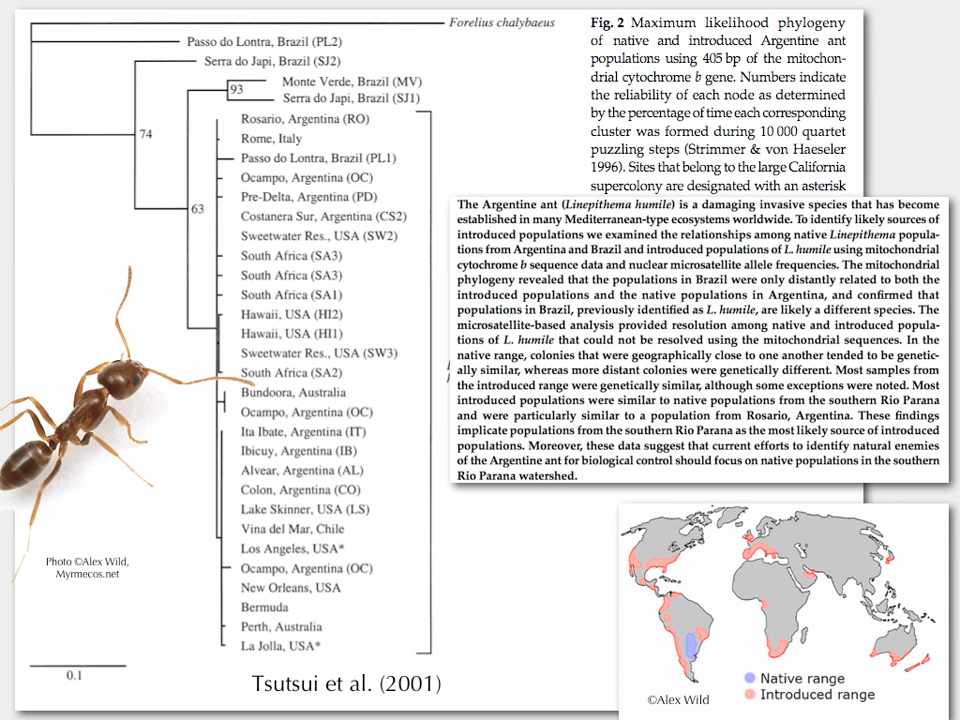 Forelius chalybaeus
Passo do Lontra, Brazil (PL2)
Serra do Japi, Brazil (SJ2)
Monte Verde, Brazil (MV)
93
Serra do Japi, Brazil (SJ1)
Rosario, Argentina (RO)
74
Rome, Italy
Passo do Lontra, Brazil (PL1)
Ocampo, Argentina (OC)
Pre-Delta, Argentina (PD)
63
Costanera Sur, Argentina (CS2)
Sweetwater Res., USA (SW2)
South Africa (SA3)
South Africa (SA3)
South Africa (SA1)
Hawaii, USA (HI2)
Hawaii, USA (HI1)
Sweetwater Res., USA (SW3)
South Africa (SA2)
Bundoora, Australia
Ocampo, Argentina (OC)
Ita Ibate, Argentina (IT)
Ibicuy, Argentina (IB)
Alvear, Argentina (AL)
Colon, Argentina (CO)
Lake Skinner, USA (LS)
Vina del Mar, Chile
Los Angeles, USA*
Ocampo, Argentina (OC)
New Orleans, USA
Bermuda
Perth, Australia
La Jolla, USA*
0.1
Photo ©Alex Wild,
Myrmecos.net
Tsutsui et al. (2001)
Fig. 2 Maximum likelihood phylogeny
of native and introduced Argentine ant
populations using 405 bp of the mitochon-
drial cytochrome b gene. Numbers indicate
the reliability of each node as determined
by the percentage of time each corresponding
cluster was formed during 10 000 quartet
puzzling steps (Strimmer & von Haeseler
1996). Sites that belong to the large California
supercolony are designated with an asterisk
The Argentine ant (Linepithema humile) is a damaging invasive species that has become
established in many Mediterranean-type ecosystems worldwide. To identify likely sources of
introduced populations we examined the relationships among native Linepithema popula-
tions from Argentina and Brazil and introduced populations of L. humile using mitochondrial
cytochrome b sequence data and nuclear microsatellite allele frequencies. The mitochondrial
phylogeny revealed that the populations in Brazil were only distantly related to both the
introduced populations and the native populations in Argentina, and confirmed that
populations in Brazil, previously identified as L. humile, are likely a different species. The
microsatellite-based analysis provided resolution among native and introduced popula-
tions of L. humile that could not be resolved using the mitochondrial sequences. In the
native range, colonies that were geographically close to one another tended to be genetic-
ally similar, whereas more distant colonies were genetically different. Most samples from
the introduced range were genetically similar, although some exceptions were noted. Most
introduced populations were similar to native populations from the southern Rio Parana
and were particularly similar to a population from Rosario, Argentina. These findings
implicate populations from the southern Rio Parana as the most likely source of introduced
populations. Moreover, these data suggest that current efforts to identify natural enemies
of the Argentine ant for biological control should focus on native populations in the southern
Rio Parana watershed.
Native range
Introduced range
©Alex Wild